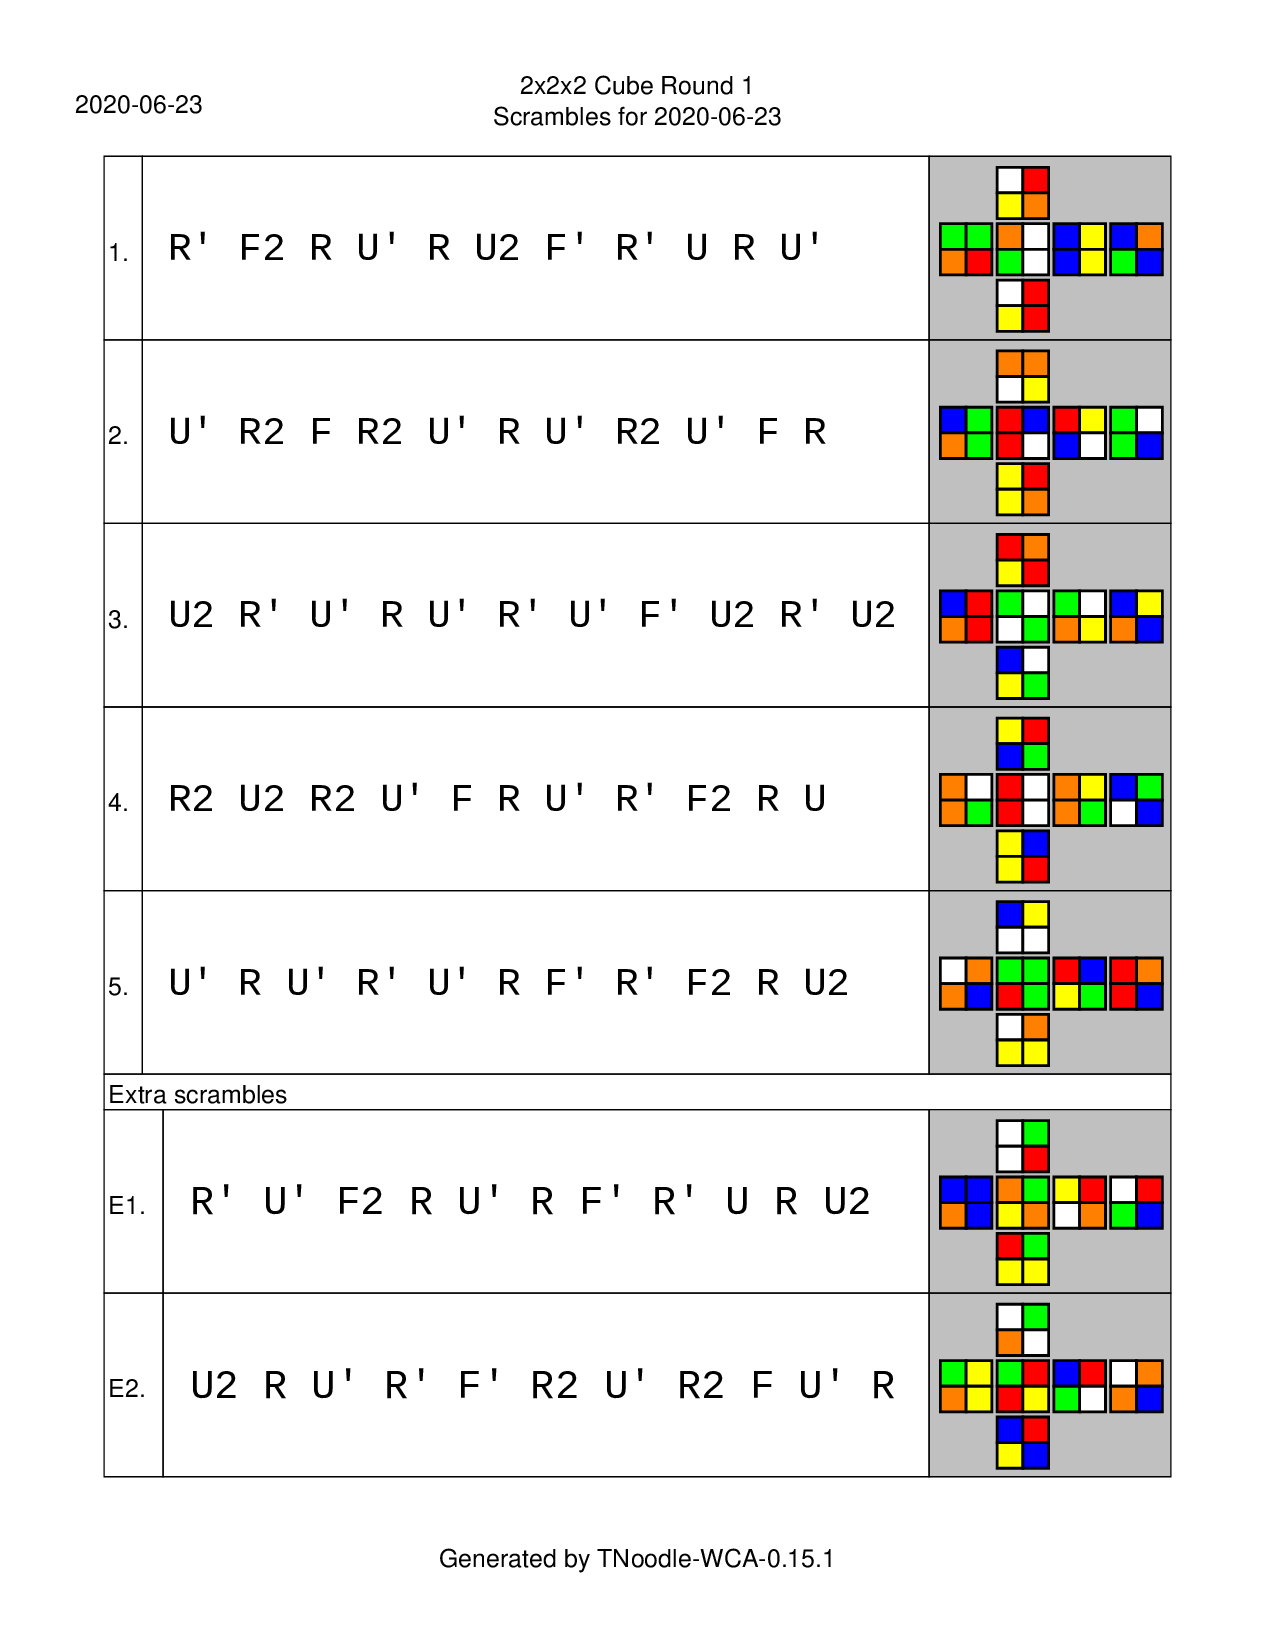 2020-06-23
2x2x2 Cube Round 1
Scrambles for 2020-06-23
1. R' F2 R U' R U2 F' R' U R U'
2. U' R2 F R2 U' R U' R2 U' F R
3. U2 R' U' R U' R' U' F' U2 R' U2
4. R2 U2 R2 U' F R U' R' F2 R U
5. U' R U' R' U' R F' R' F2 R U2
Extra scrambles
E1. R' U' F2 R U' R F' R' U R U2
E2. U2 R U' R' F' R2 U' R2 F U' R
Generated by TNoodle-WCA-0.15.1